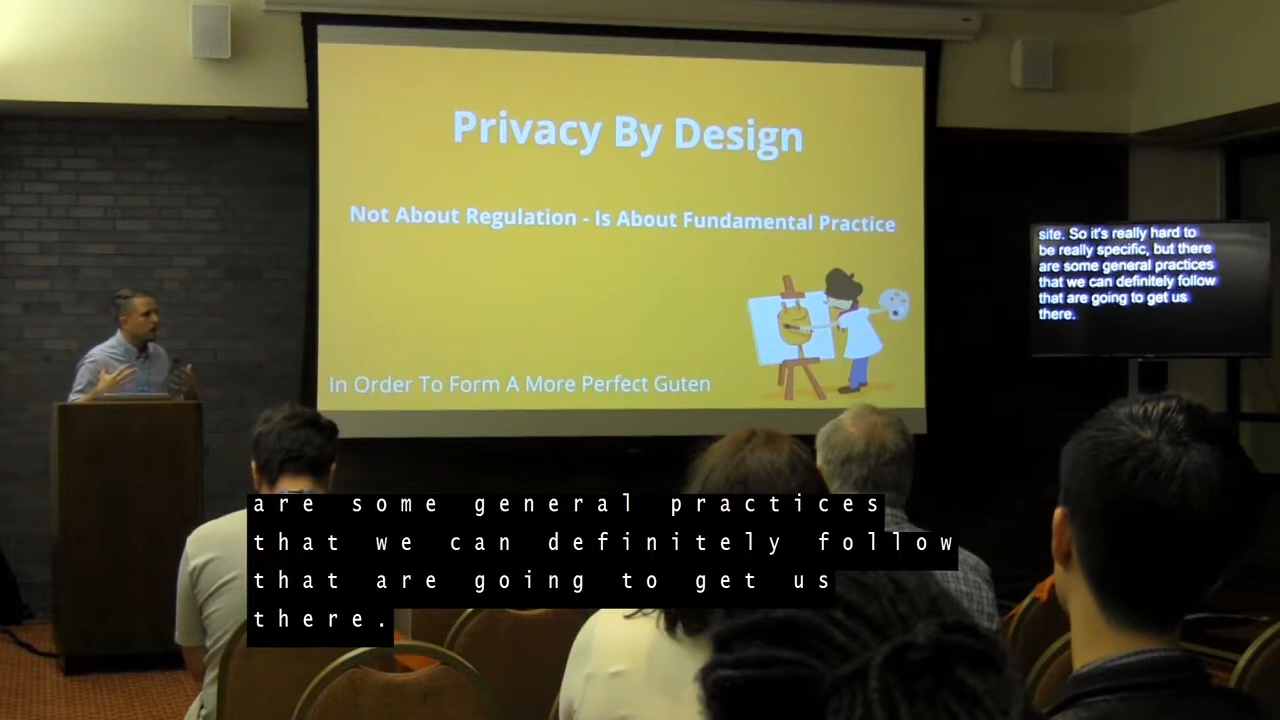 Privacy By Design
Not About Regulation - Is About Fundamental Practice
In Order To Form A More Perfect Guten
site. So it's really hard to
be really specific, but there
are some general practices
that we can definitely follow
that are going to get us
there.
are some general practices
that we can definitely follow
that are going to get us
there.